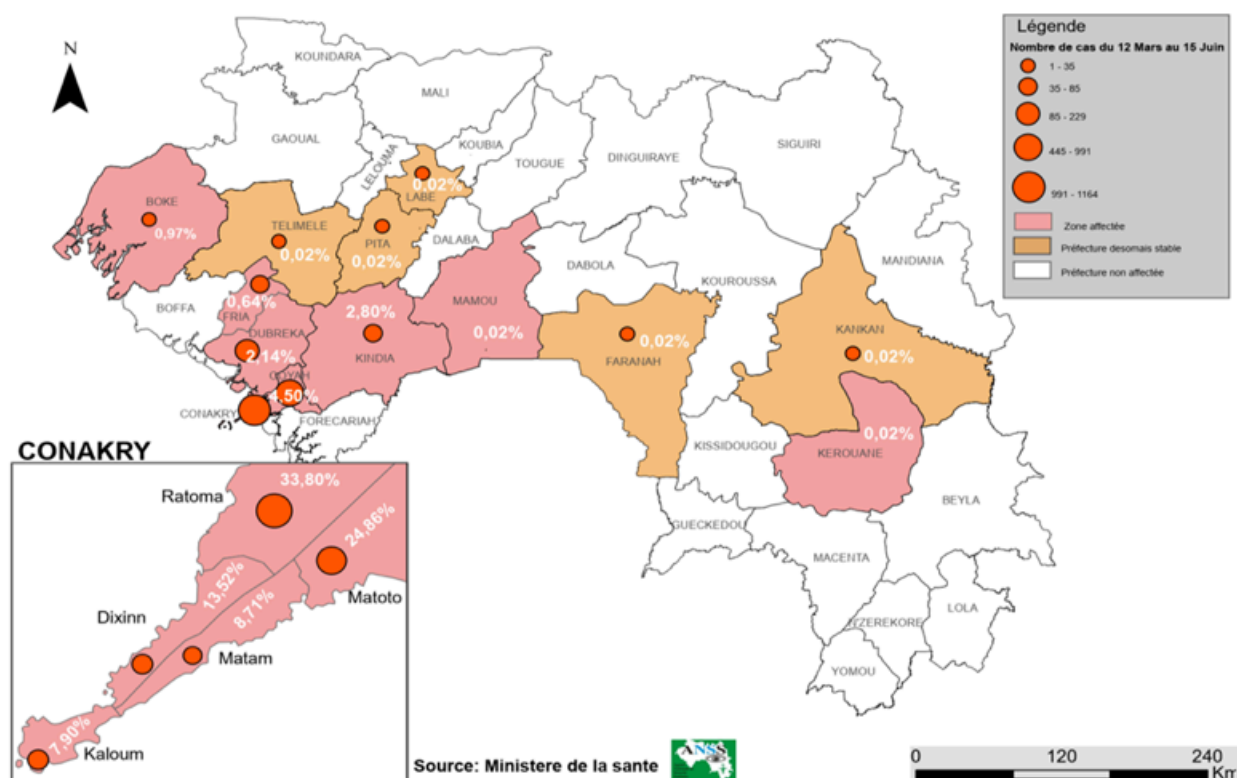 N
Légende
Nombre de cas du 12 Mars au 15 Juin
1 - 35
35 - 85
85 - 229
445 - 991
991 - 1164
Zone affectée
Préfecture desomais stable
Préfecture non affectée
KOUNDARA
MALI
GAOUAL
KOUBIA
LELOUMA
TOUGUE
DINGUIRAYE
SIGUIRI
0,02%
LABE
BOKE
0,97%
TELIMELE
0,02%
PITA
0,02%
DALABA
DABOLA
MANDIANA
KOUROUSSA
BOFFA
0,64%
FRIA
DUBREKA
2,14%
2,80%
KINDIA
MAMOU
0,02%
0,02%
FARANAH
KANKAN
0,02%
COYAH
4,50%
CONAKRY
FORECARIAH
KISSIDOUGOU
0,02%
KEROUANE
BEYLA
GUECKEDOU
MACENTA
N'ZEREKORE
LOLA
YOMOU
CONAKRY
33,80%
Ratoma
24,86%
Matoto
13,52%
8,71%
Dixinn
Matam
7,90%
Kaloum
Source: Ministere de la sante
ANSS
0 120 240
Km